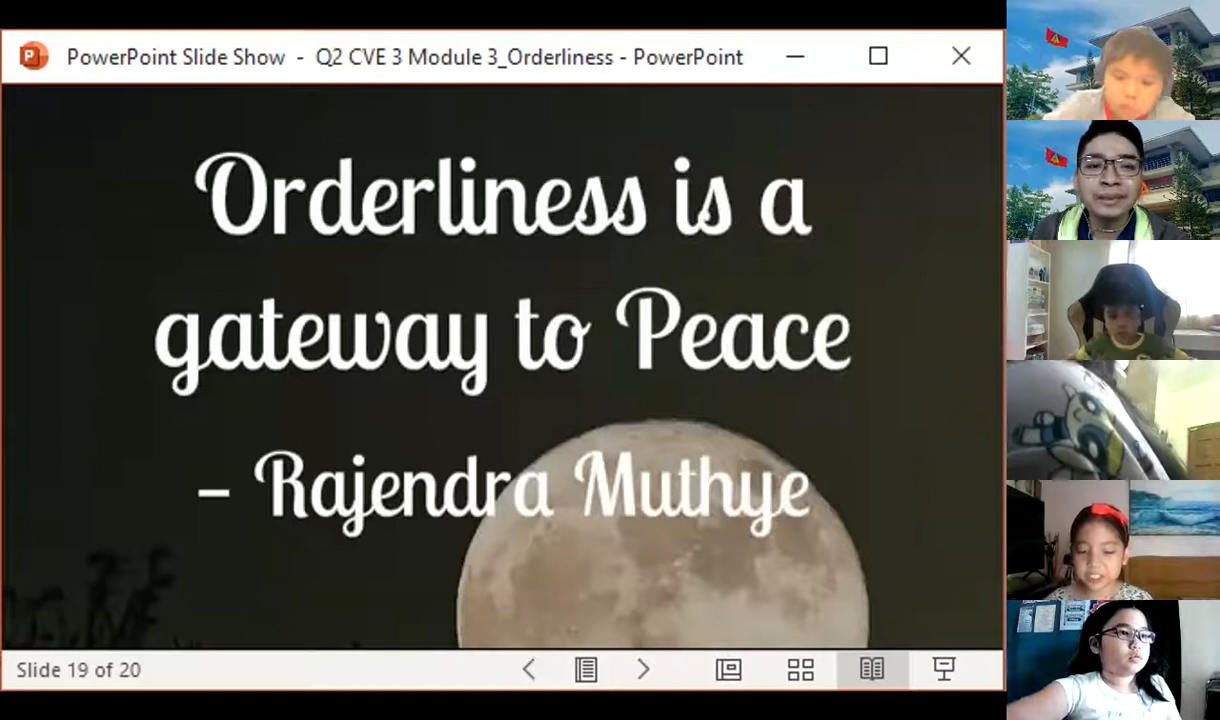 PowerPoint Slide Show - Q2 CVE 3 Module 3_Orderliness - PowerPoint
Orderliness is a
gateway to Peace
– Rajendra Muthye
Slide 19 of 20